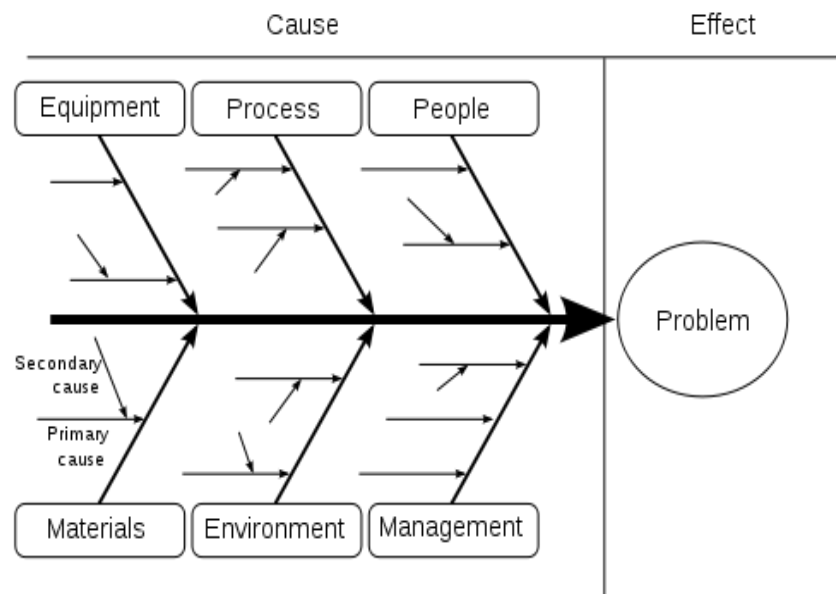 Cause
Effect
Equipment
Process
People
Problem
Secondary
cause
Primary
cause
Materials
Environment
Management